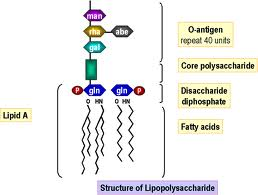 man
rha abe
gal
O-antigen
repeat 40 units
Core polysaccharide
P gln gln P
O HN O HN
Disaccharide
diphosphate
Lipid A
Fatty acids
Structure of Lipopolysaccharide